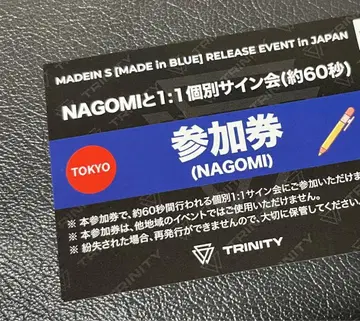 MADEIN S [MADE in BLUE] RELEASE EVENT in JAPAN
NAGOMIと1:1個別サイン会(約60秒)
参加券
(NAGOMI)
TOKYO
※ 本参加券で、約60秒間行われる個別1:1サイン会にご参加いただけま
※ 本参加券は、他地域のイベントではご使用いただけません。
※ 紛失された場合、再発行ができませんので、大切に保管してください。
TRINITY